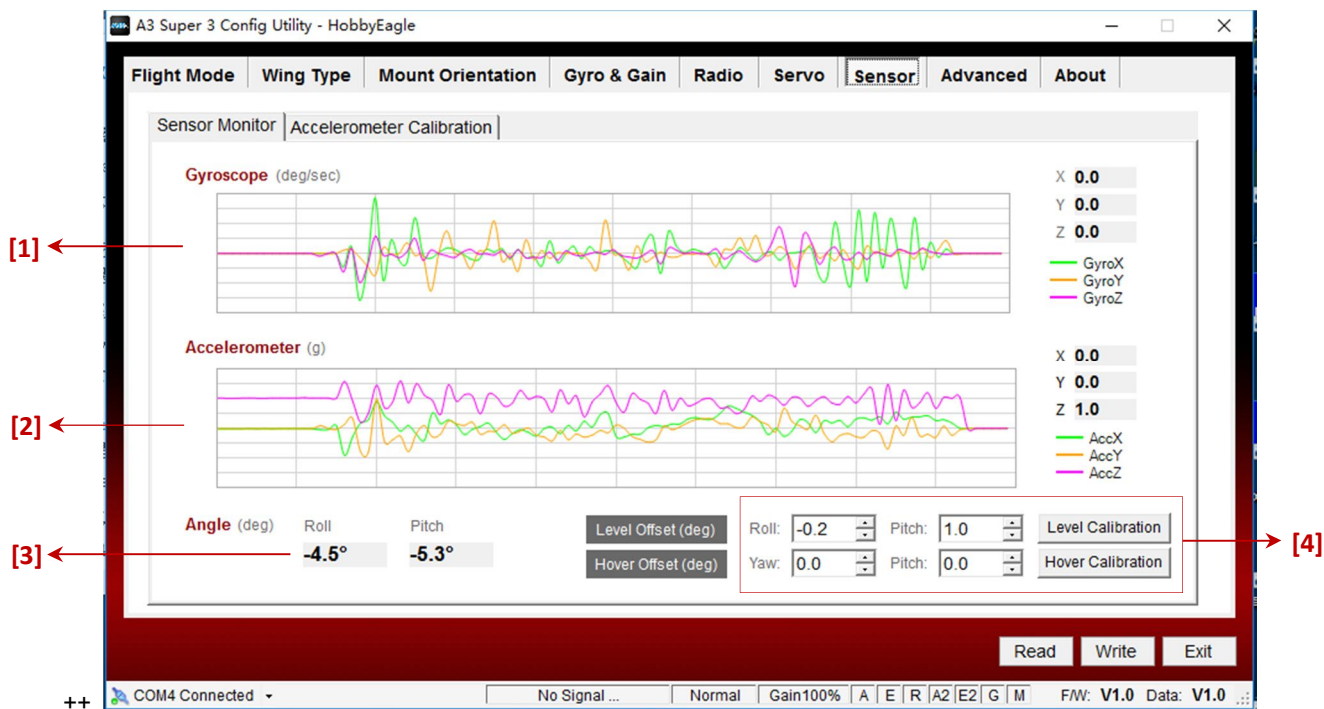 A3 Super 3 Config Utility - HobbyEagle
Flight Mode Wing Type Mount Orientation Gyro & Gain Radio Servo Sensor Advanced About
Sensor Monitor Accelerometer Calibration
Gyroscope (deg/sec)
X 0.0
Y 0.0
Z 0.0
GyroX
GyroY
GyroZ
[1]
Accelerometer (g)
X 0.0
Y 0.0
Z 1.0
AccX
AccY
AccZ
[2]
Angle (deg) Roll Pitch Level Offset (deg) Roll: -0.2 Pitch: 1.0 Level Calibration
[3] -4.5° -5.3° Hover Offset (deg) Yaw: 0.0 Pitch: 0.0 Hover Calibration [4]
Read Write Exit
++ COM4 Connected No Signal ... Normal Gain100% A E R A2 E2 G M F/W: V1.0 Data: V1.0